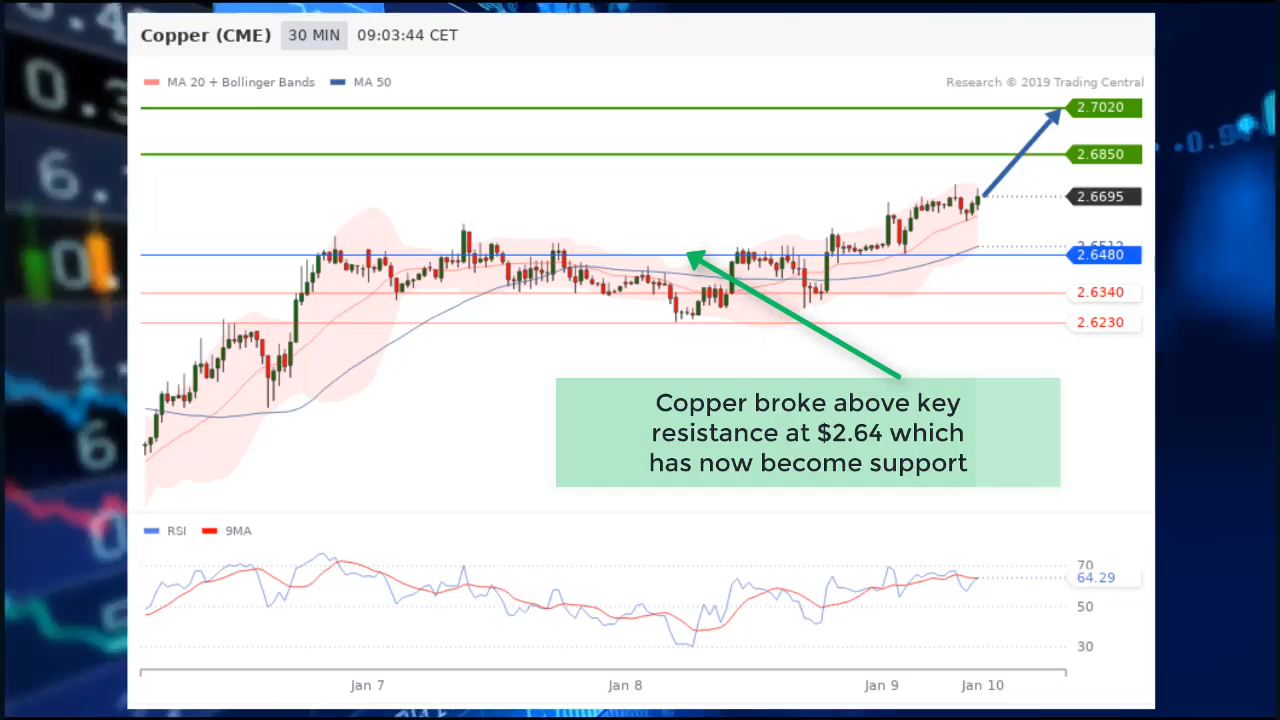 Copper (CME) 30 MIN 09:03:44 CET
MA 20 + Bollinger Bands MA 50 Research © 2019 Trading Central
2.7020
2.6850
2.6695
2.6480
2.6340
2.6230
Copper broke above key
resistance at $2.64 which
has now become support
RSI 9MA
70
64.29
50
30
Jan 7 Jan 8 Jan 9 Jan 10